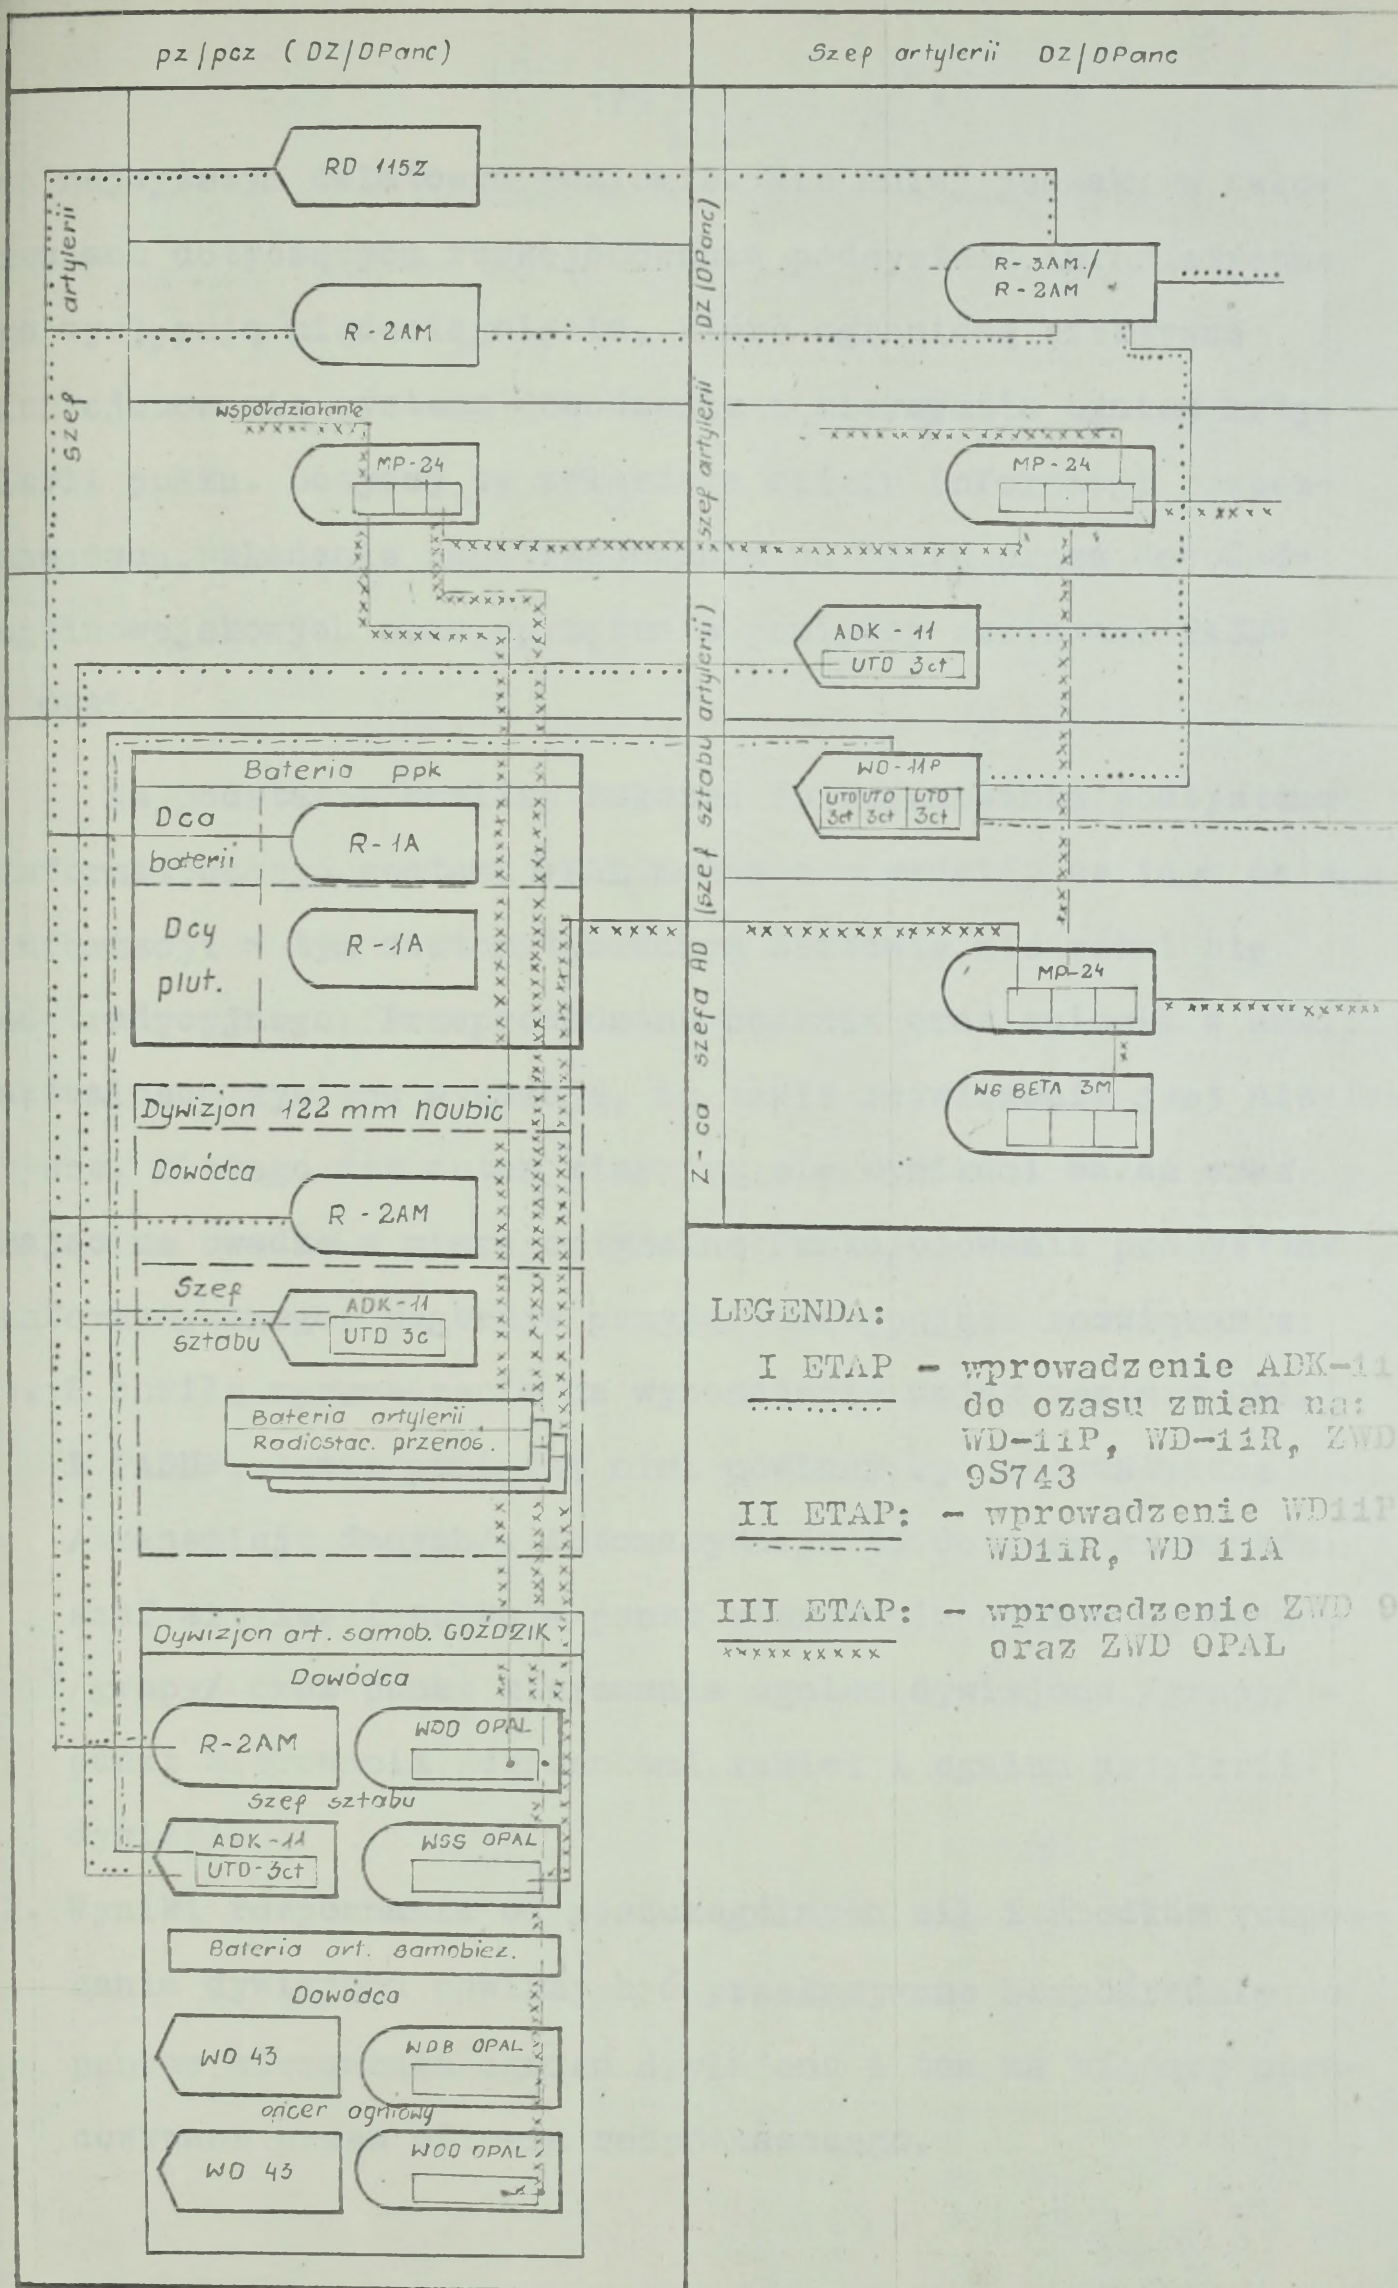 pz/pcz (DZ/DPanc)
Szef artylerii DZ/DPanc
szef artylerii
RD 115Z
R-2AM
współdziałanie
MP-24
szef artylerii DZ/DPanc)
R-3AM./
R-2AM
MP-24
Z-ca szefa AD (szef sztabu artylerii)
ADK-11
UTD 3ct
WD-11P
UTD UTD UTD
3ct 3ct 3ct
MP-24
WG BETA 3M
Bateria ppk
Dca
baterii
R-1A
Dcy
plut.
R-1A
Dywizjon 122 mm haubic
Dowódca
R-2AM
Szef
sztabu
ADK-11
UTD 3c
Bateria artylerii
Radiostac. przenoś.
Dywizjon art. samob. GOŹDZIK
Dowódca
R-2AM
WDD OPAL
szef sztabu
ADK-11
UTD-3ct
WSS OPAL
Bateria art. samobież.
Dowódca
WD 43
WDB OPAL
oficer ogniowy
WD 43
WOD OPAL
LEGENDA:
I ETAP - wprowadzenie ADK-11
do czasu zmian na:
WD-11P, WD-11R, ZWD
9S743
II ETAP: - wprowadzenie WD11P
WD11R, WD 11A
III ETAP: - wprowadzenie ZWD 9
oraz ZWD OPAL